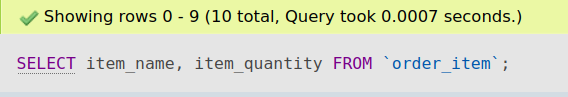 Showing rows 0 - 9 (10 total, Query took 0.0007 seconds.)
SELECT item_name, item_quantity FROM `order_item`;